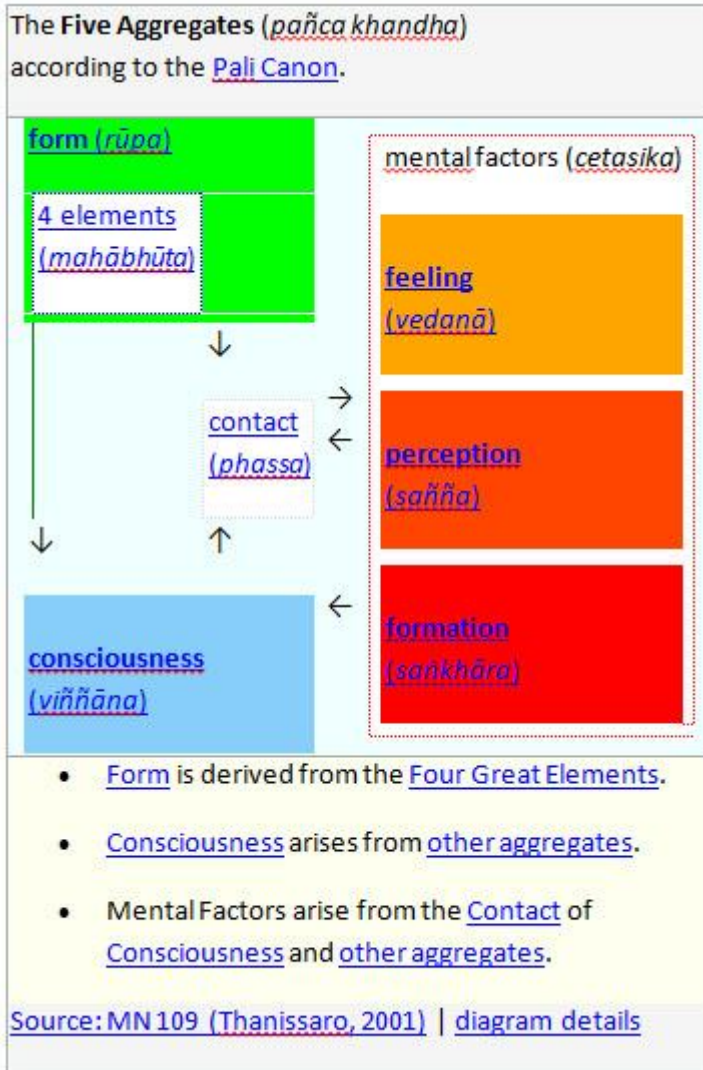 The Five Aggregates (pañca khandha)
according to the Pali Canon.
form (rūpa)
4 elements
(mahābhūta)
↓
contact
(phassa)
→
←
↓ ↑
consciousness
(viññāna)
mental factors (cetasika)
feeling
(vedanā)
perception
(sañña)
←
formation
(saṅkhāra)
• Form is derived from the Four Great Elements.
• Consciousness arises from other aggregates.
• Mental Factors arise from the Contact of
Consciousness and other aggregates.
Source: MN 109 (Thanissaro, 2001) | diagram details